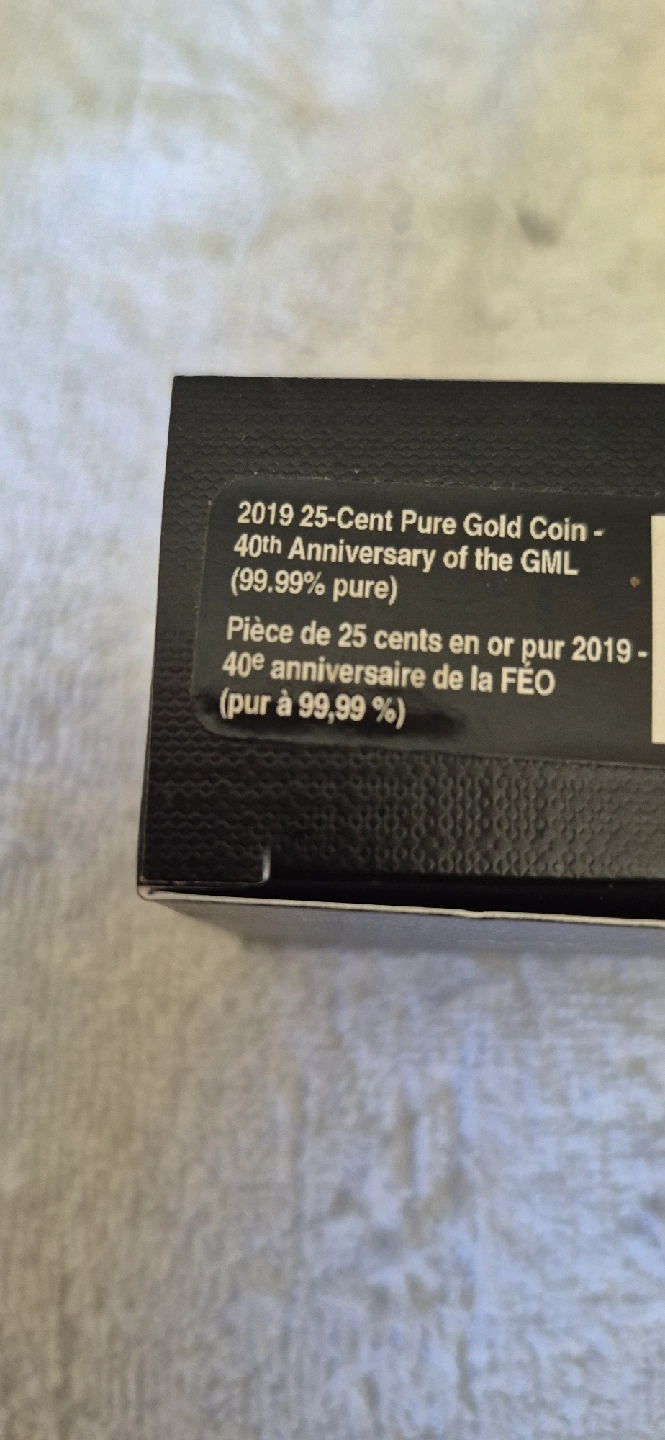 2019 25-Cent Pure Gold Coin -
40th Anniversary of the GML
(99.99% pure)
Pièce de 25 cents en or pur 2019 -
40e anniversaire de la FÉO
(pur à 99,99 %)